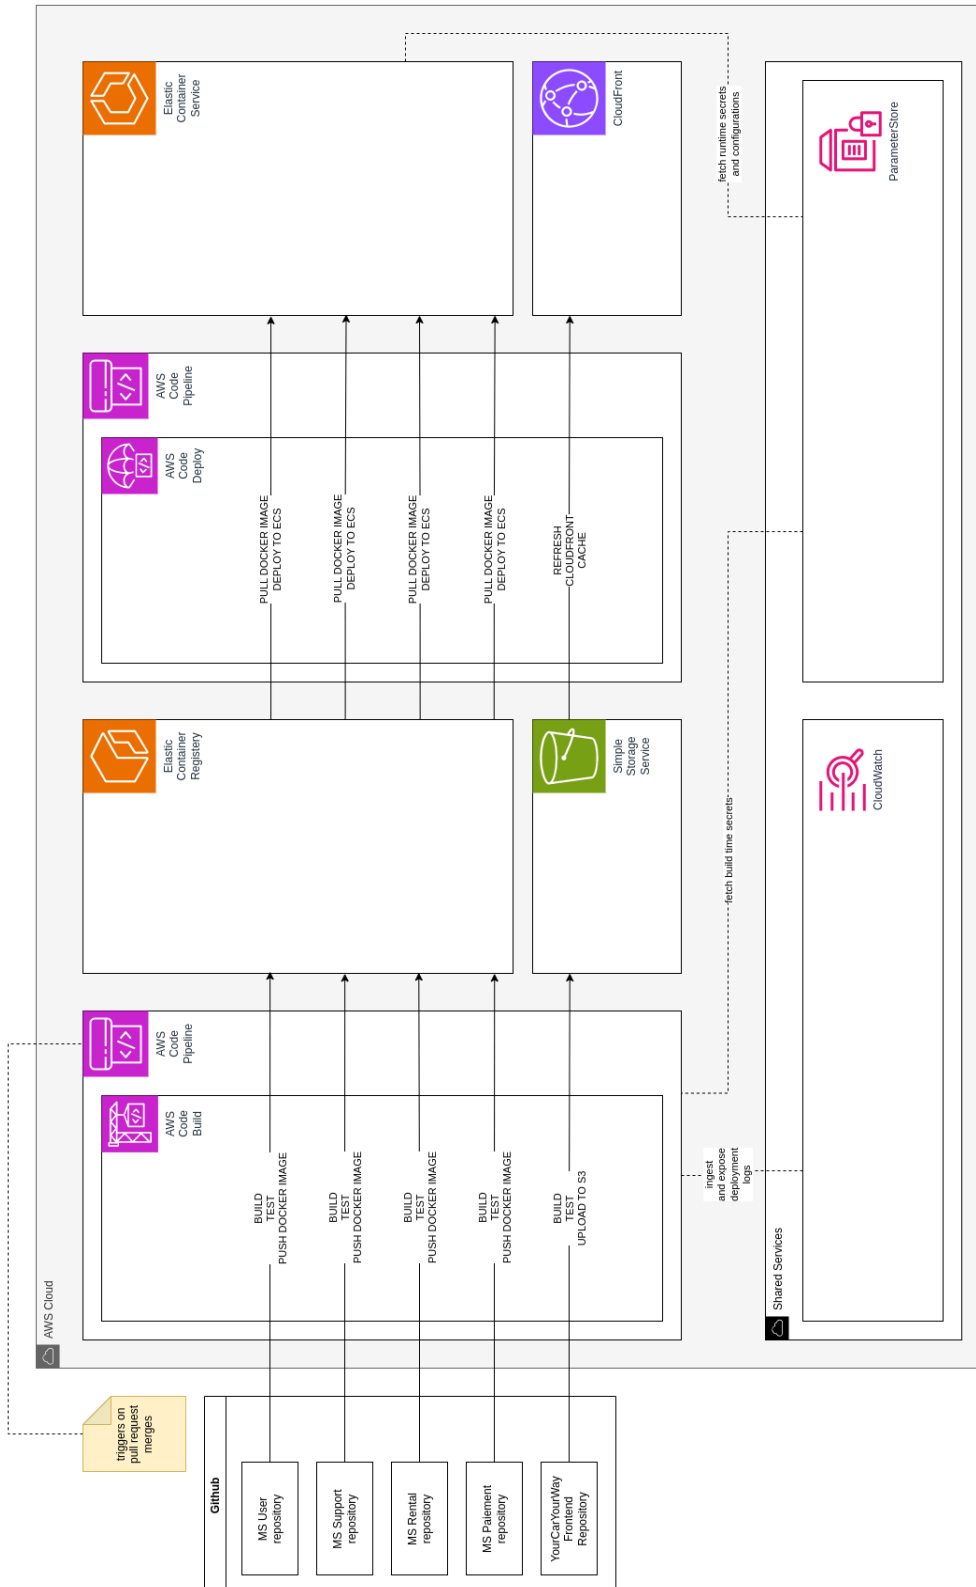 AWS Cloud
triggers on
pull request
merges
Github
MS User
repository
MS Support
repository
MS Rental
repository
MS Paiement
repository
YourCarYourWay
Frontend
Repository
AWS
Code
Pipeline
AWS
Code
Build
BUILD
TEST
PUSH DOCKER IMAGE
BUILD
TEST
PUSH DOCKER IMAGE
BUILD
TEST
PUSH DOCKER IMAGE
BUILD
TEST
PUSH DOCKER IMAGE
BUILD
TEST
UPLOAD TO S3
Elastic
Container
Registery
Simple
Storage
Service
AWS
Code
Pipeline
AWS
Code
Deploy
PULL DOCKER IMAGE
DEPLOY TO ECS
PULL DOCKER IMAGE
DEPLOY TO ECS
PULL DOCKER IMAGE
DEPLOY TO ECS
PULL DOCKER IMAGE
DEPLOY TO ECS
REFRESH
CLOUDFRONT
CACHE
Elastic
Container
Service
CloudFront
ingest
and expose
deployment
logs
fetch build time secrets
fetch runtime secrets
and configurations
Shared Services
CloudWatch
ParameterStore